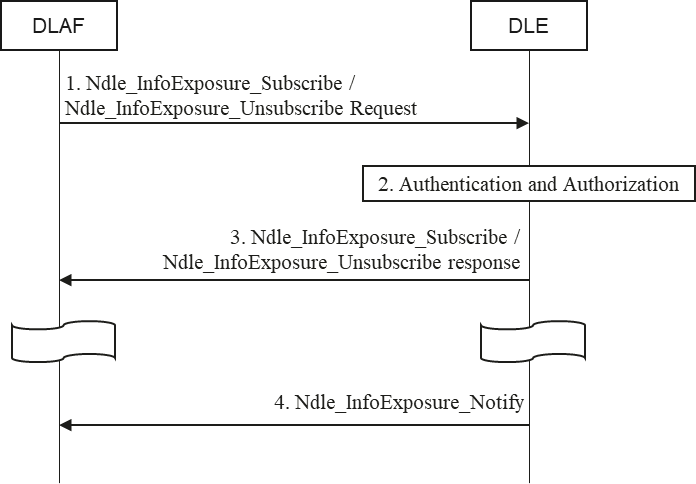 DLAF
DLE
1. Ndle_InfoExposure_Subscribe /
Ndle_InfoExposure_Unsubscribe Request
2. Authentication and Authorization
3. Ndle_InfoExposure_Subscribe /
Ndle_InfoExposure_Unsubscribe response
4. Ndle_InfoExposure_Notify